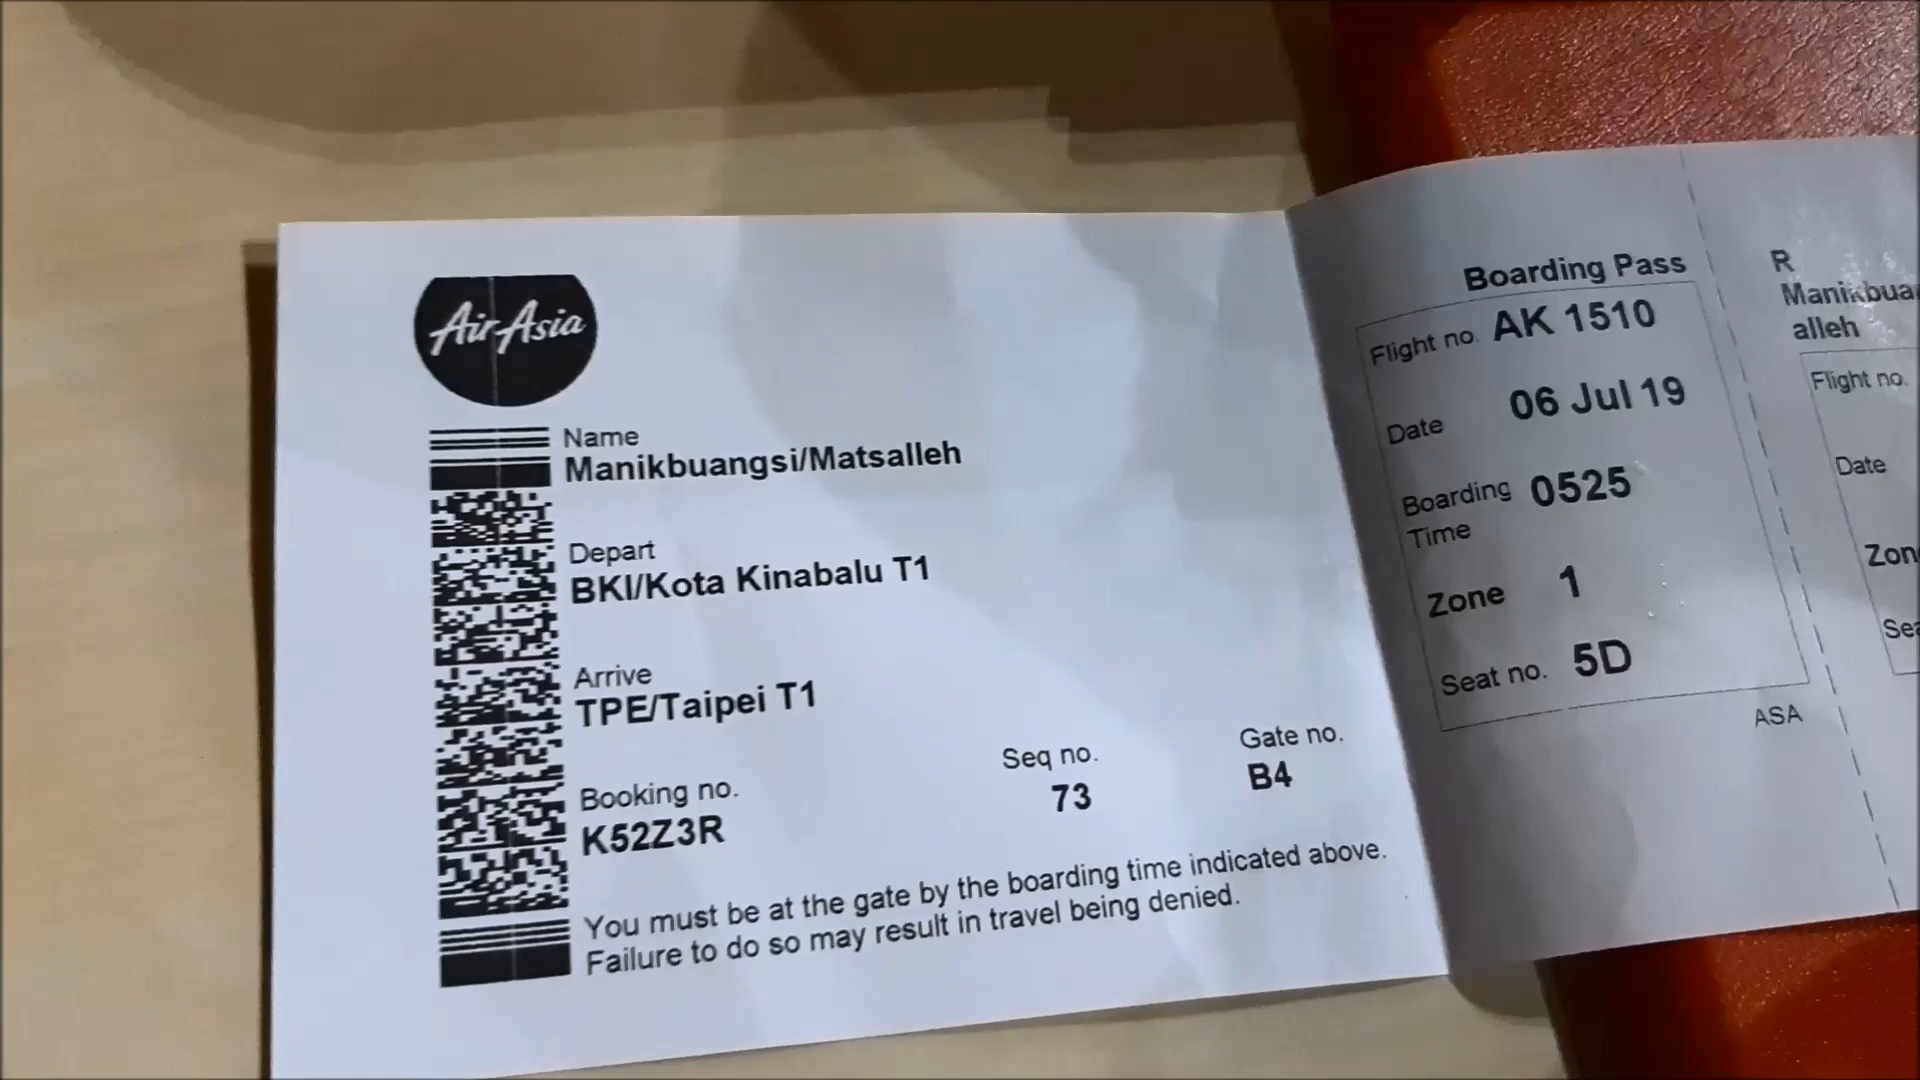 AirAsia
Name
Manikbuangsi/Matsalleh
Depart
BKI/Kota Kinabalu T1
Arrive
TPE/Taipei T1
Booking no.
K52Z3R
Seq no.
73
Gate no.
B4
You must be at the gate by the boarding time indicated above.
Failure to do so may result in travel being denied.
Boarding Pass
Flight no. AK 1510
Date 06 Jul 19
Boarding 0525
Time
Zone 1
Seat no. 5D
ASA
R
alleh
Flight no.
Date